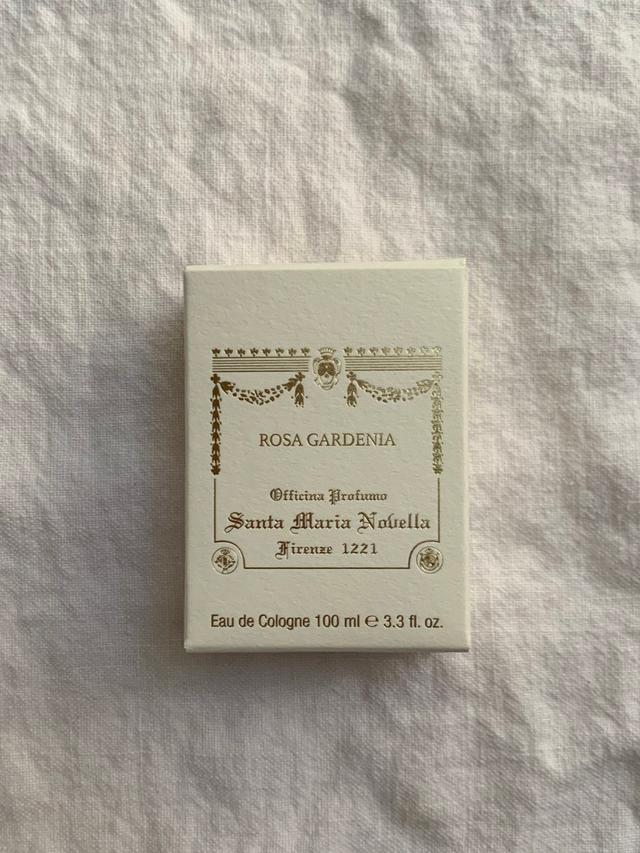 ROSA GARDENIA
Officina Profumo
Santa Maria Novella
Firenze 1221
Eau de Cologne 100 ml ℮ 3.3 fl. oz.